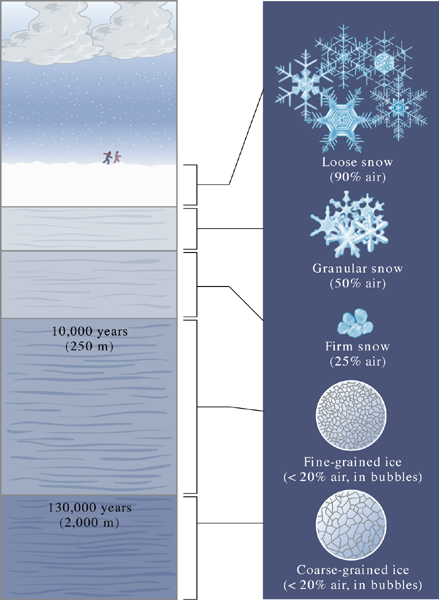 Loose snow
(90% air)
Granular snow
(50% air)
Firm snow
(25% air)
10,000 years
(250 m)
Fine-grained ice
(< 20% air, in bubbles)
130,000 years
(2,000 m)
Coarse-grained ice
(< 20% air, in bubbles)